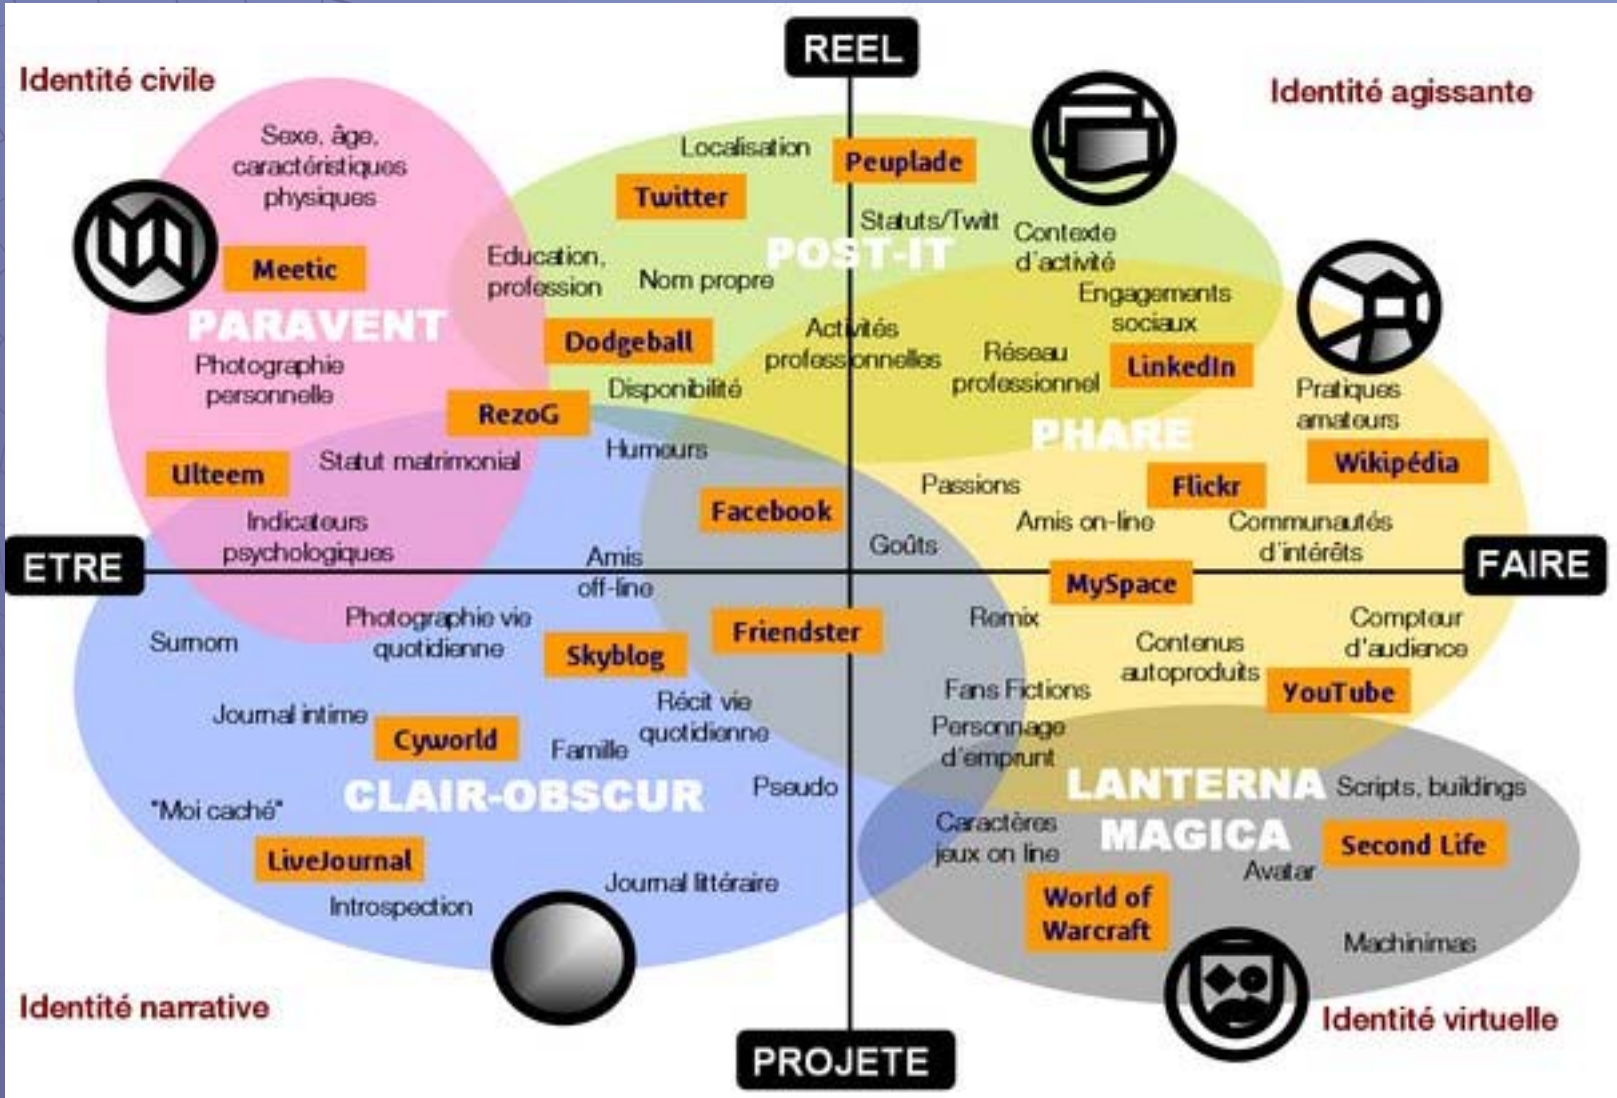 REEL
Identité civile
Identité agissante
Sexe, âge,
caractéristiques
physiques
Localisation
Peuplade
Twitter
Statuts/Twitt
POST-IT
Contexte
d'activité
Meetic
Education,
profession
Nom propre
PARAVENT
Dodgeball
Activités
professionnelles
Engagements
sociaux
Réseau
professionnel
LinkedIn
Photographie
personnelle
Disponibilité
Pratiques
amateurs
RezoG
PHARE
Humeurs
Wikipédia
Ulteem
Statut matrimonial
Passions
Flickr
Facebook
Indicateurs
psychologiques
Amis on-line
Communautés
d'intérêts
Goûts
ETRE
Amis
off-line
MySpace
FAIRE
Surnom
Photographie vie
quotidienne
Skyblog
Friendster
Remix
Contenus
autoproduits
Compteur
d'audience
YouTube
Journal intime
Cyworld
Famille
Récit vie
quotidienne
Fans Fictions
Personnage
d'emprunt
CLAIR-OBSCUR
Pseudo
LANTERNA
MAGICA
Scripts, buildings
"Moi caché"
Caractères
jeux on line
Second Life
LiveJournal
Avatar
Introspection
Journal littéraire
World of
Warcraft
Machinimas
Identité narrative
Identité virtuelle
PROJETE